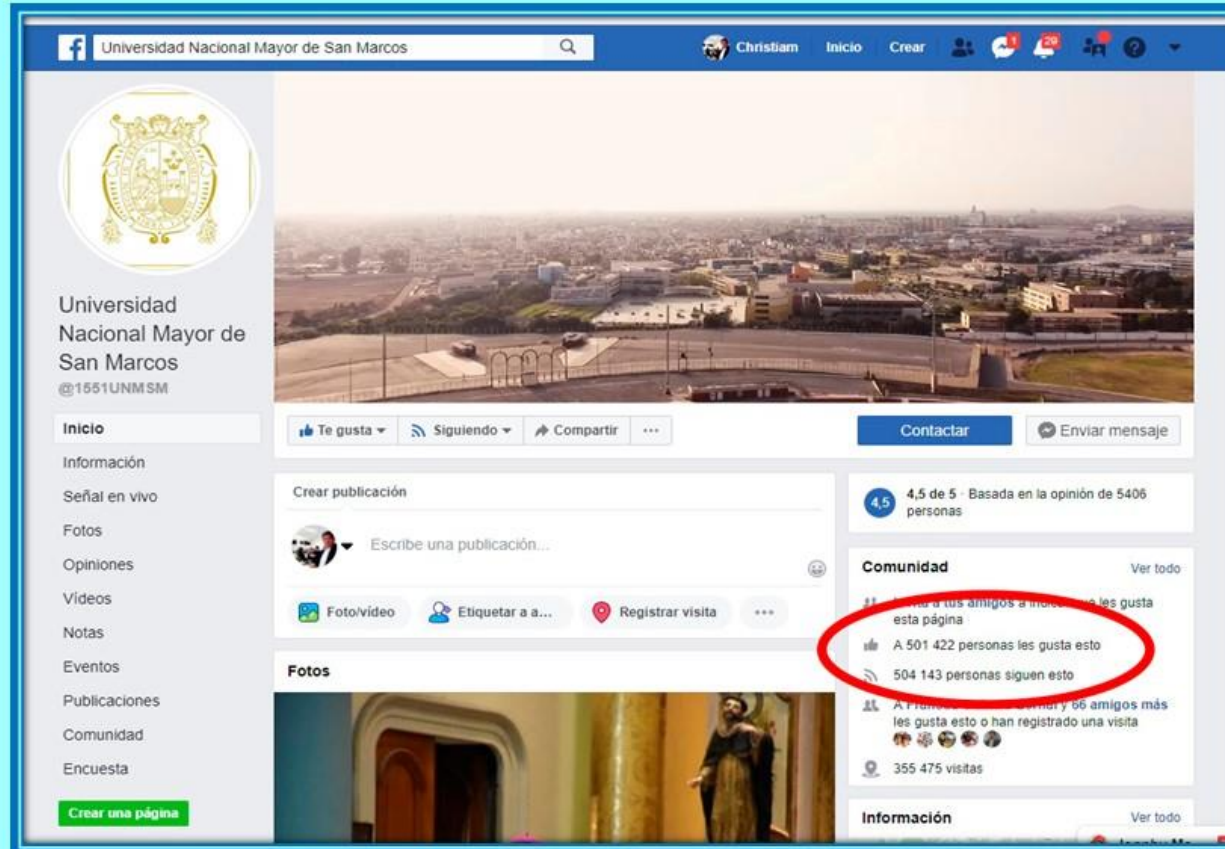 Universidad Nacional Mayor de San Marcos
Christiam Inicio Crear 1 29
Universidad
Nacional Mayor de
San Marcos
@1551UNMSM
Inicio
Información
Señal en vivo
Fotos
Opiniones
Vídeos
Notas
Eventos
Publicaciones
Comunidad
Encuesta
Crear una página
Te gusta Siguiendo Compartir ...
Contactar Enviar mensaje
Crear publicación
Escribe una publicación...
Foto/vídeo Etiquetar a a... Registrar visita ...
Fotos
4,5 4,5 de 5 · Basada en la opinión de 5406
personas
Comunidad Ver todo
a tus amigos a les gusta
esta página
A 501 422 personas les gusta esto
504 143 personas siguen esto
A y 66 amigos más
les gusta esto o han registrado una visita
355 475 visitas
Información Ver todo